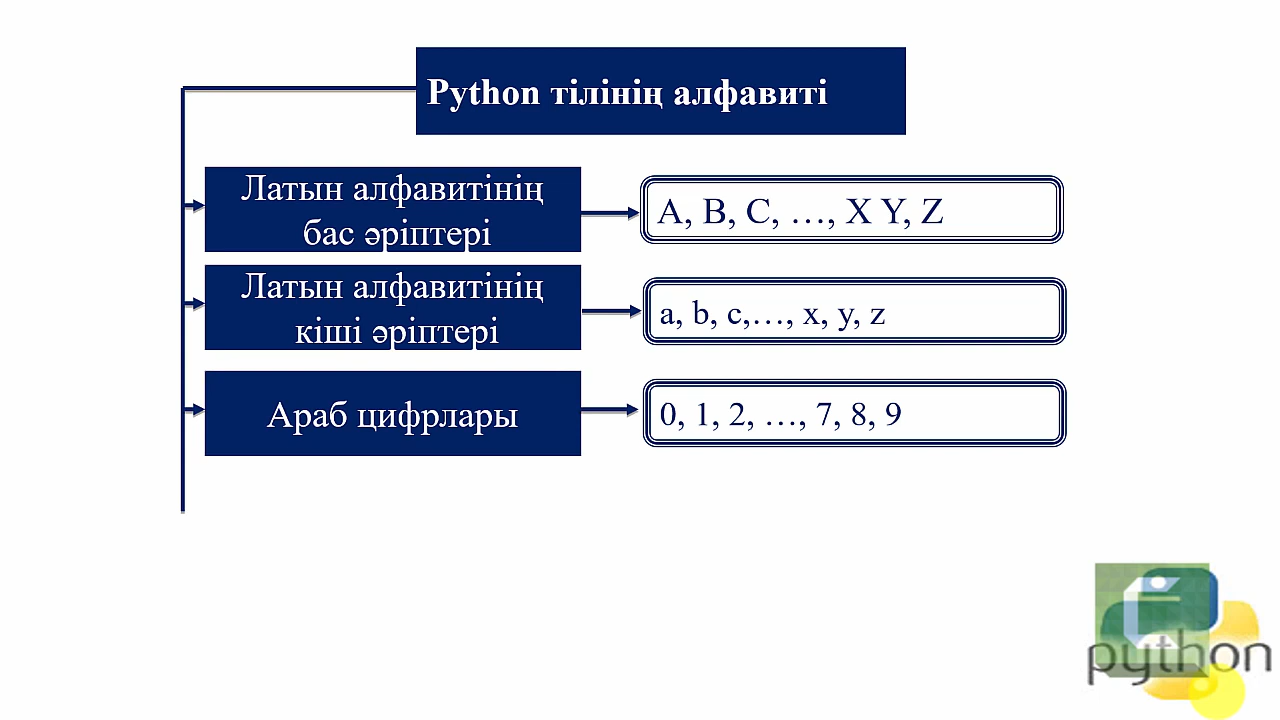 Python тілінің алфавиті
Латын алфавитінің
бас әріптері
A, B, C, …, X Y, Z
Латын алфавитінің
кіші әріптері
a, b, c,…, x, y, z
Араб цифрлары
0, 1, 2, …, 7, 8, 9
python